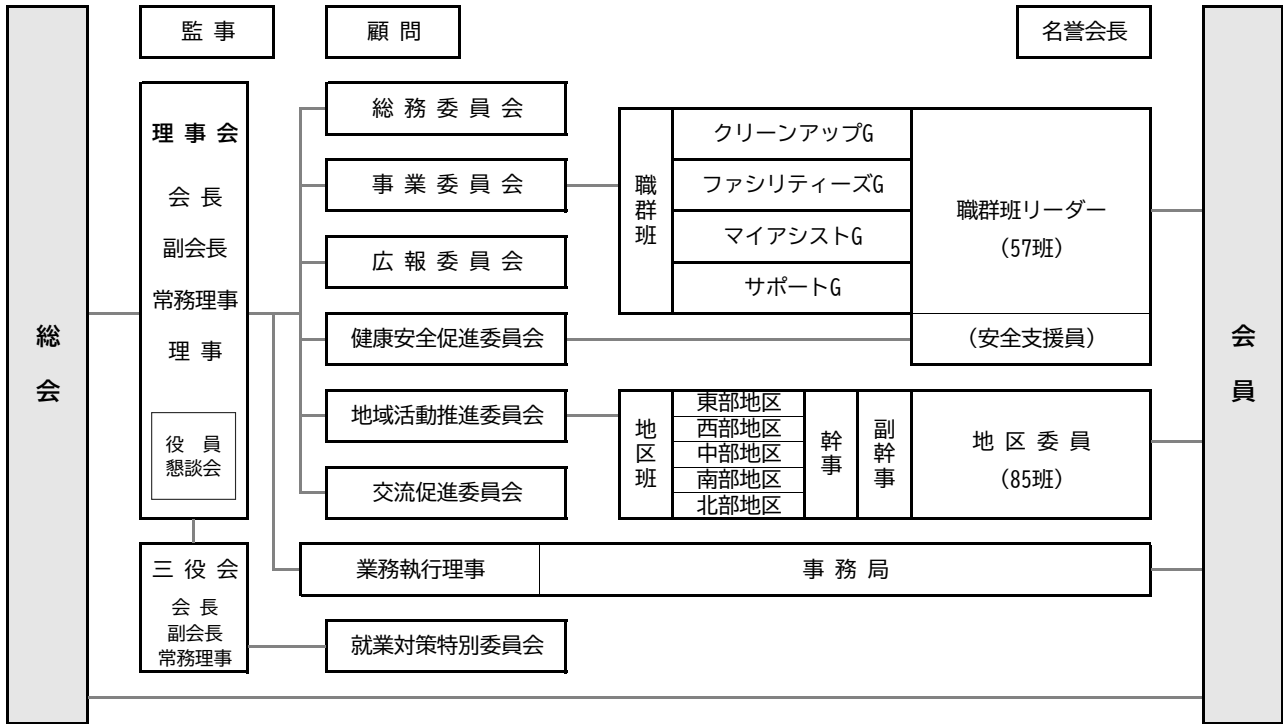 総
会
監 事
顧 問
名誉会長
理 事 会
会 長
副会長
常務理事
理 事
役 員
懇談会
三 役 会
会 長
副会長
常務理事
総 務 委 員 会
事 業 委 員 会
広 報 委 員 会
健康安全促進委員会
地域活動推進委員会
交流促進委員会
職
群
班
クリーンアップG
ファシリティーズG
マイアシストG
サポートG
職群班リーダー
(57班)
(安全支援員)
地
区
班
東部地区
西部地区
中部地区
南部地区
北部地区
幹
事
副
幹
事
地 区 委 員
(85班)
業務執行理事
事 務 局
就業対策特別委員会
会
員